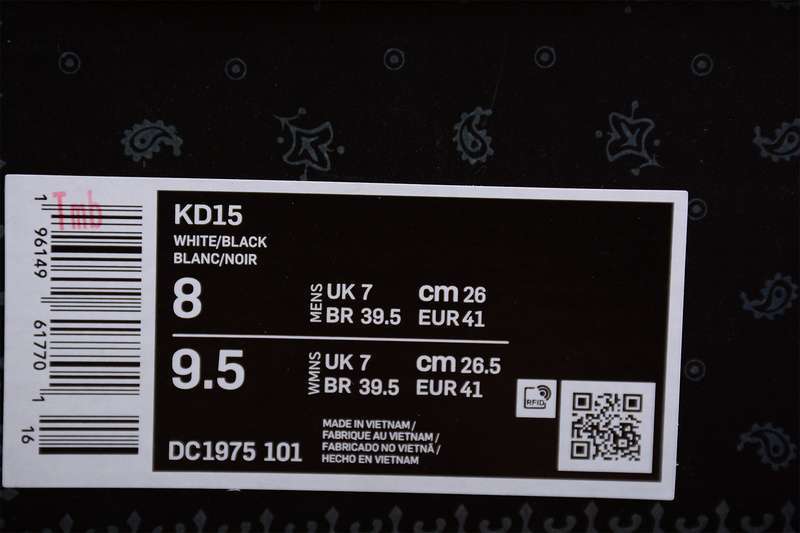 KD15
WHITE/BLACK
BLANC/NOIR
8
MENS
UK 7
cm 26
BR 39.5
EUR 41
9.5
WMNS
UK 7
cm 26.5
BR 39.5
EUR 41
RFID
DC1975 101
MADE IN VIETNAM /
FABRIQUE AU VIETNAM /
FABRICADO NO VIETNÃ /
HECHO EN VIETNAM
1 96149 61770 1
16
Tmb